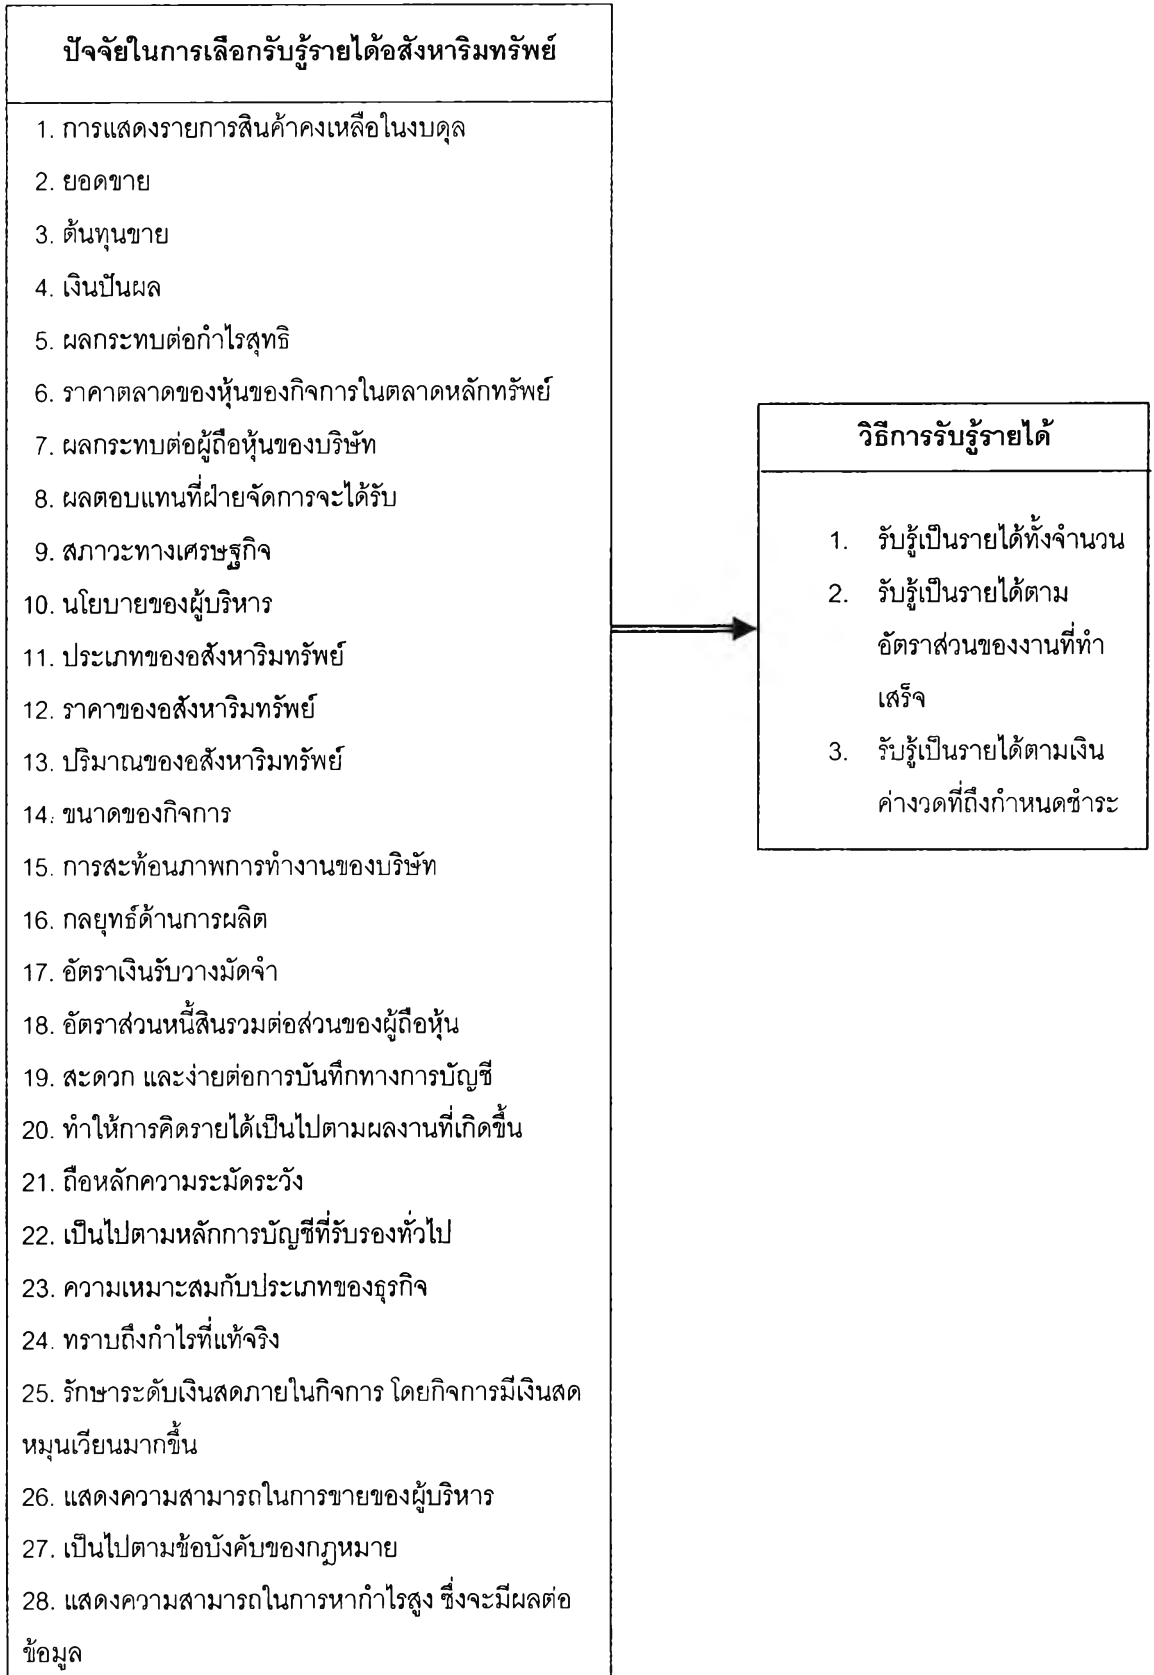 ปัจจัยในการเลือกรับรู้รายได้อสังหาริมทรัพย์
1. การแสดงรายการสินค้าคงเหลือในงบดุล
2. ยอดขาย
3. ต้นทุนขาย
4. เงินปันผล
5. ผลกระทบต่อกำไรสุทธิ
6. ราคาตลาดของหุ้นของกิจการในตลาดหลักทรัพย์
7. ผลกระทบต่อผู้ถือหุ้นของบริษัท
8. ผลตอบแทนที่ฝ่ายจัดการจะได้รับ
9. สภาวะทางเศรษฐกิจ
10. นโยบายของผู้บริหาร
11. ประเภทของอสังหาริมทรัพย์
12. ราคาของอสังหาริมทรัพย์
13. ปริมาณของอสังหาริมทรัพย์
14. ขนาดของกิจการ
15. การสะท้อนภาพการทำงานของบริษัท
16. กลยุทธ์ด้านการผลิต
17. อัตราเงินรับวางมัดจำ
18. อัตราส่วนหนี้สินรวมต่อส่วนของผู้ถือหุ้น
19. สะดวก และง่ายต่อการบันทึกทางการบัญชี
20. ทำให้การคิดรายได้เป็นไปตามผลงานที่เกิดขึ้น
21. ถือหลักความระมัดระวัง
22. เป็นไปตามหลักการบัญชีที่รับรองทั่วไป
23. ความเหมาะสมกับประเภทของธุรกิจ
24. ทราบถึงกำไรที่แท้จริง
25. รักษาระดับเงินสดภายในกิจการ โดยกิจการมีเงินสด
หมุนเวียนมากขึ้น
26. แสดงความสามารถในการขายของผู้บริหาร
27. เป็นไปตามข้อบังคับของกฎหมาย
28. แสดงความสามารถในการหากำไรสูง ซึ่งจะมีผลต่อ
ข้อมูล
วิธีการรับรู้รายได้
1. รับรู้เป็นรายได้ทั้งจำนวน
2. รับรู้เป็นรายได้ตาม
อัตราส่วนของงานที่ทำ
เสร็จ
3. รับรู้เป็นรายได้ตามเงิน
ค่างวดที่ถึงกำหนดชำระ